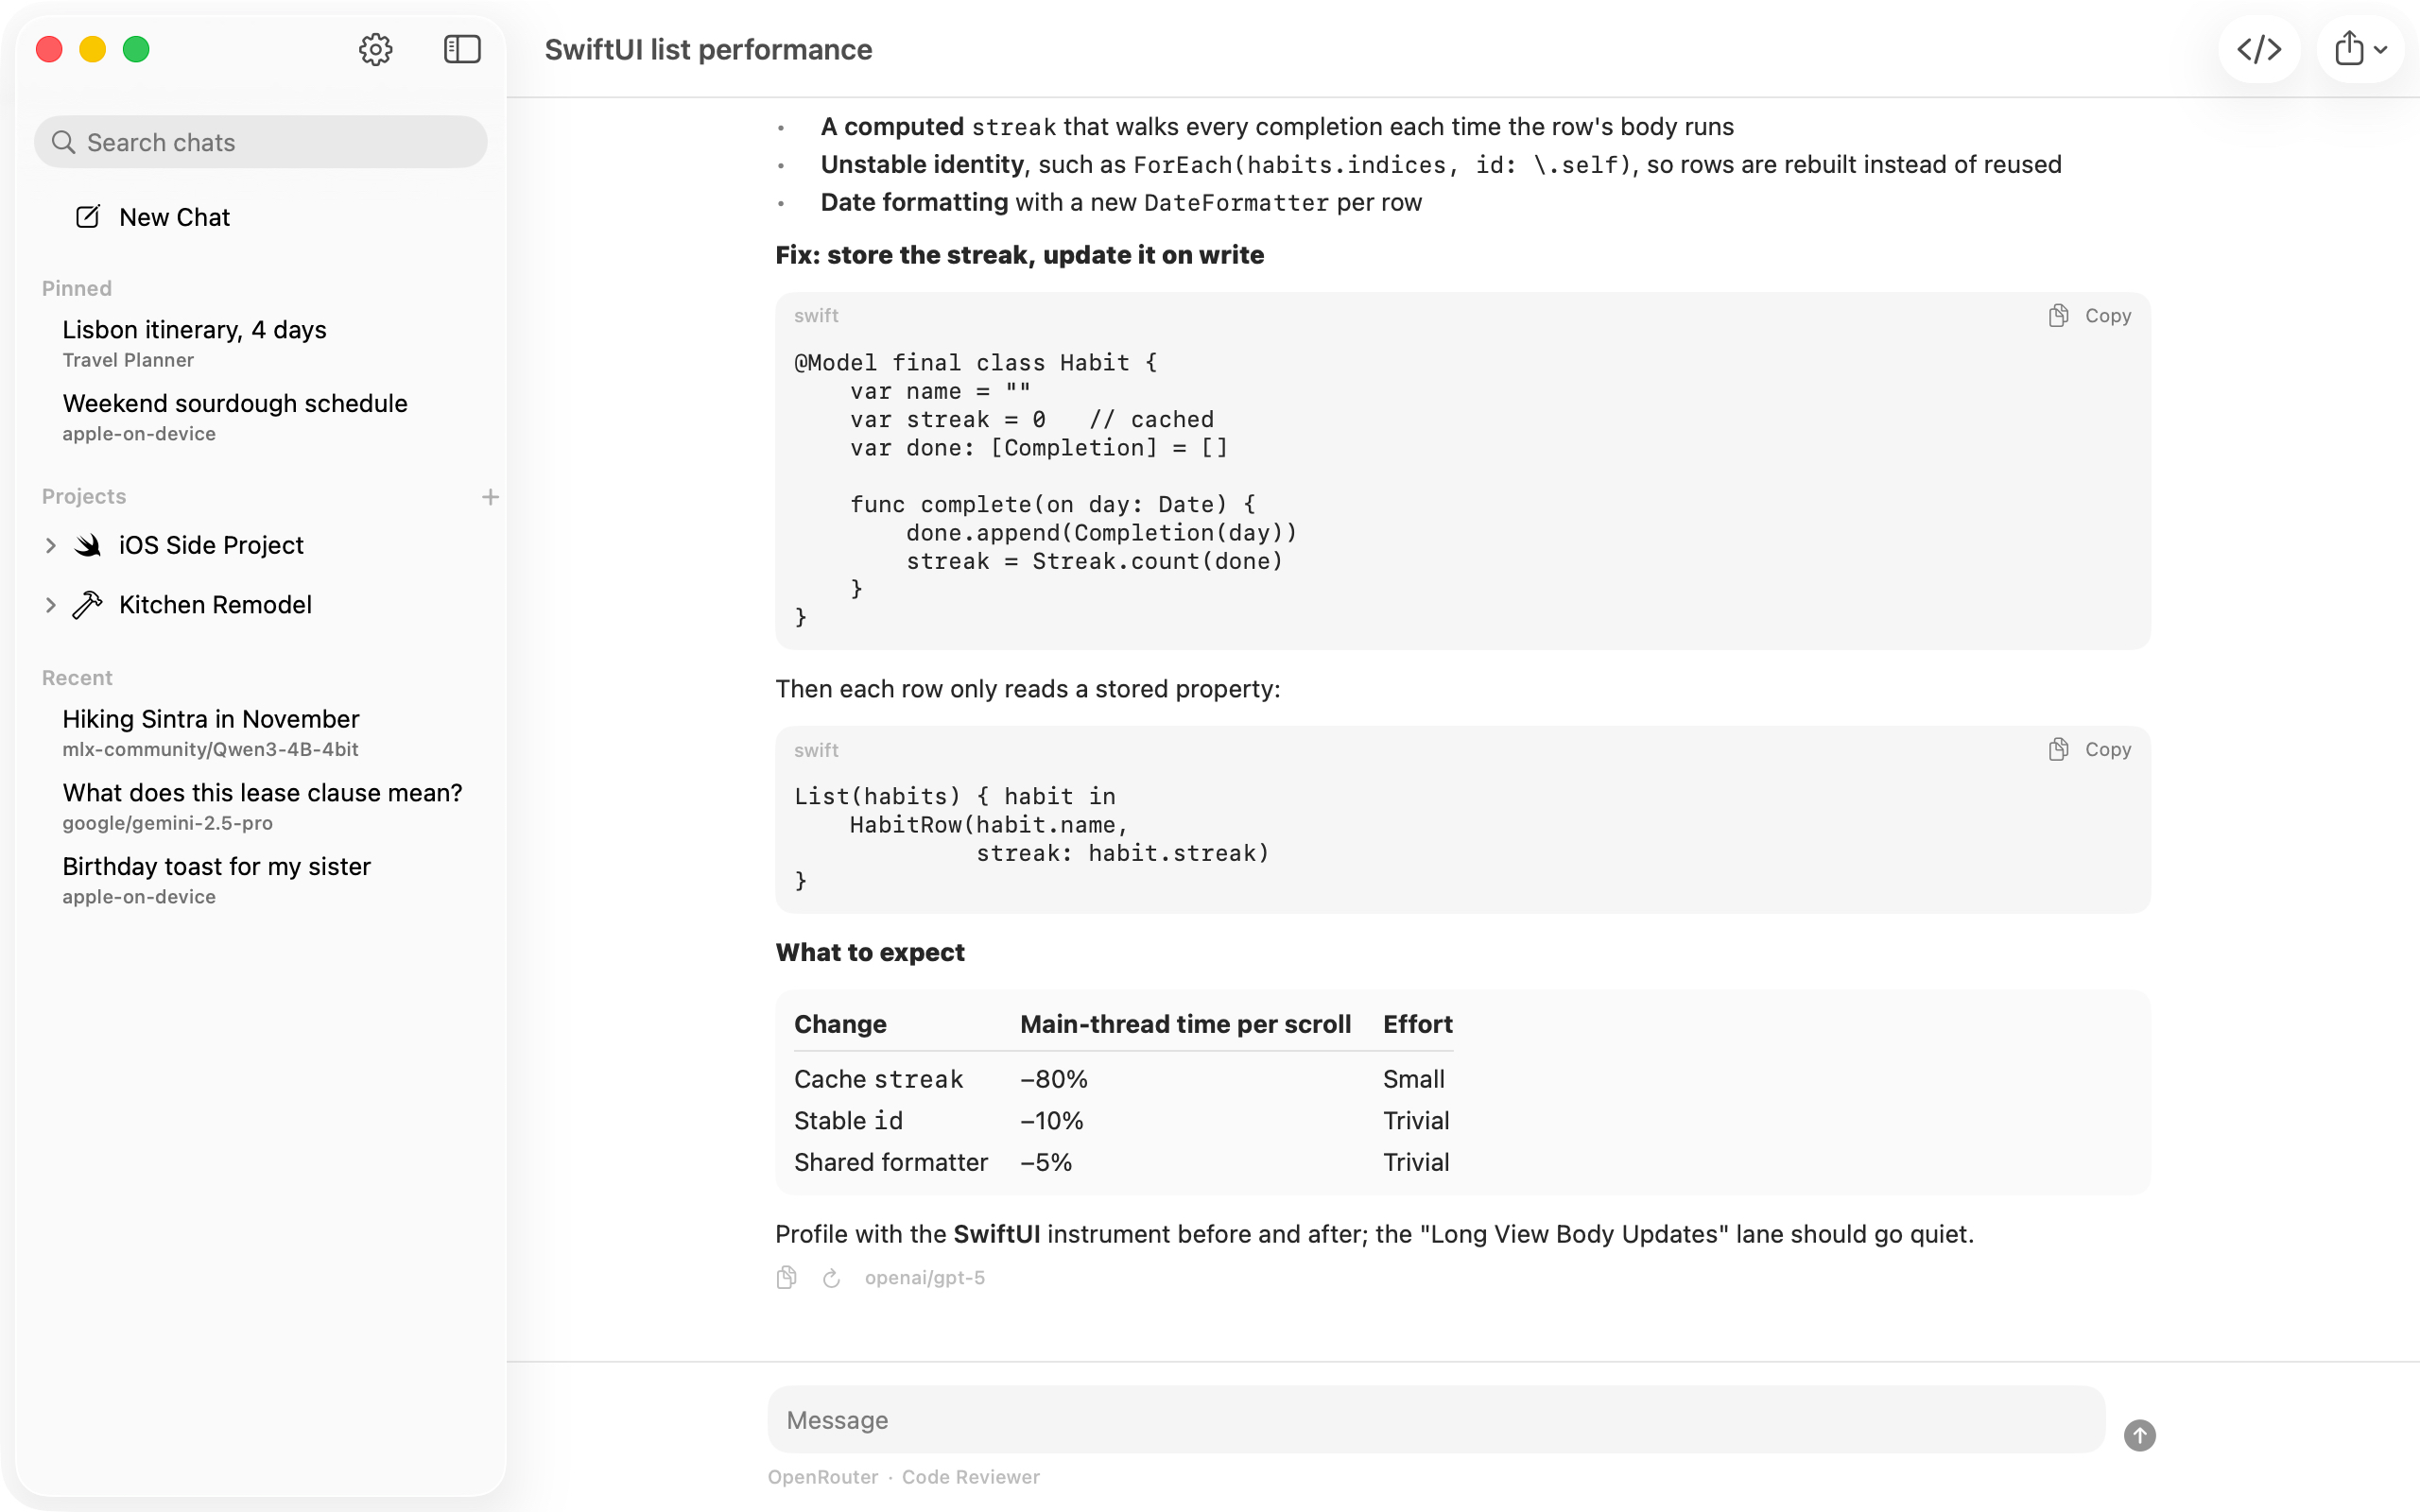 SwiftUI list performance
Search chats
New Chat
Pinned
Lisbon itinerary, 4 days
Travel Planner
Weekend sourdough schedule
apple-on-device
Projects
iOS Side Project
Kitchen Remodel
Recent
Hiking Sintra in November
mlx-community/Qwen3-4B-4bit
What does this lease clause mean?
google/gemini-2.5-pro
Birthday toast for my sister
apple-on-device
• A computed streak that walks every completion each time the row's body runs
• Unstable identity, such as ForEach(habits.indices, id: \.self), so rows are rebuilt instead of reused
• Date formatting with a new DateFormatter per row
Fix: store the streak, update it on write
swift Copy
@Model final class Habit {
    var name = ""
    var streak = 0   // cached
    var done: [Completion] = []

    func complete(on day: Date) {
        done.append(Completion(day))
        streak = Streak.count(done)
    }
}
Then each row only reads a stored property:
swift Copy
List(habits) { habit in
    HabitRow(habit.name,
             streak: habit.streak)
}
What to expect
Change Main-thread time per scroll Effort
Cache streak –80% Small
Stable id –10% Trivial
Shared formatter –5% Trivial
Profile with the SwiftUI instrument before and after; the "Long View Body Updates" lane should go quiet.
openai/gpt-5
Message
OpenRouter · Code Reviewer